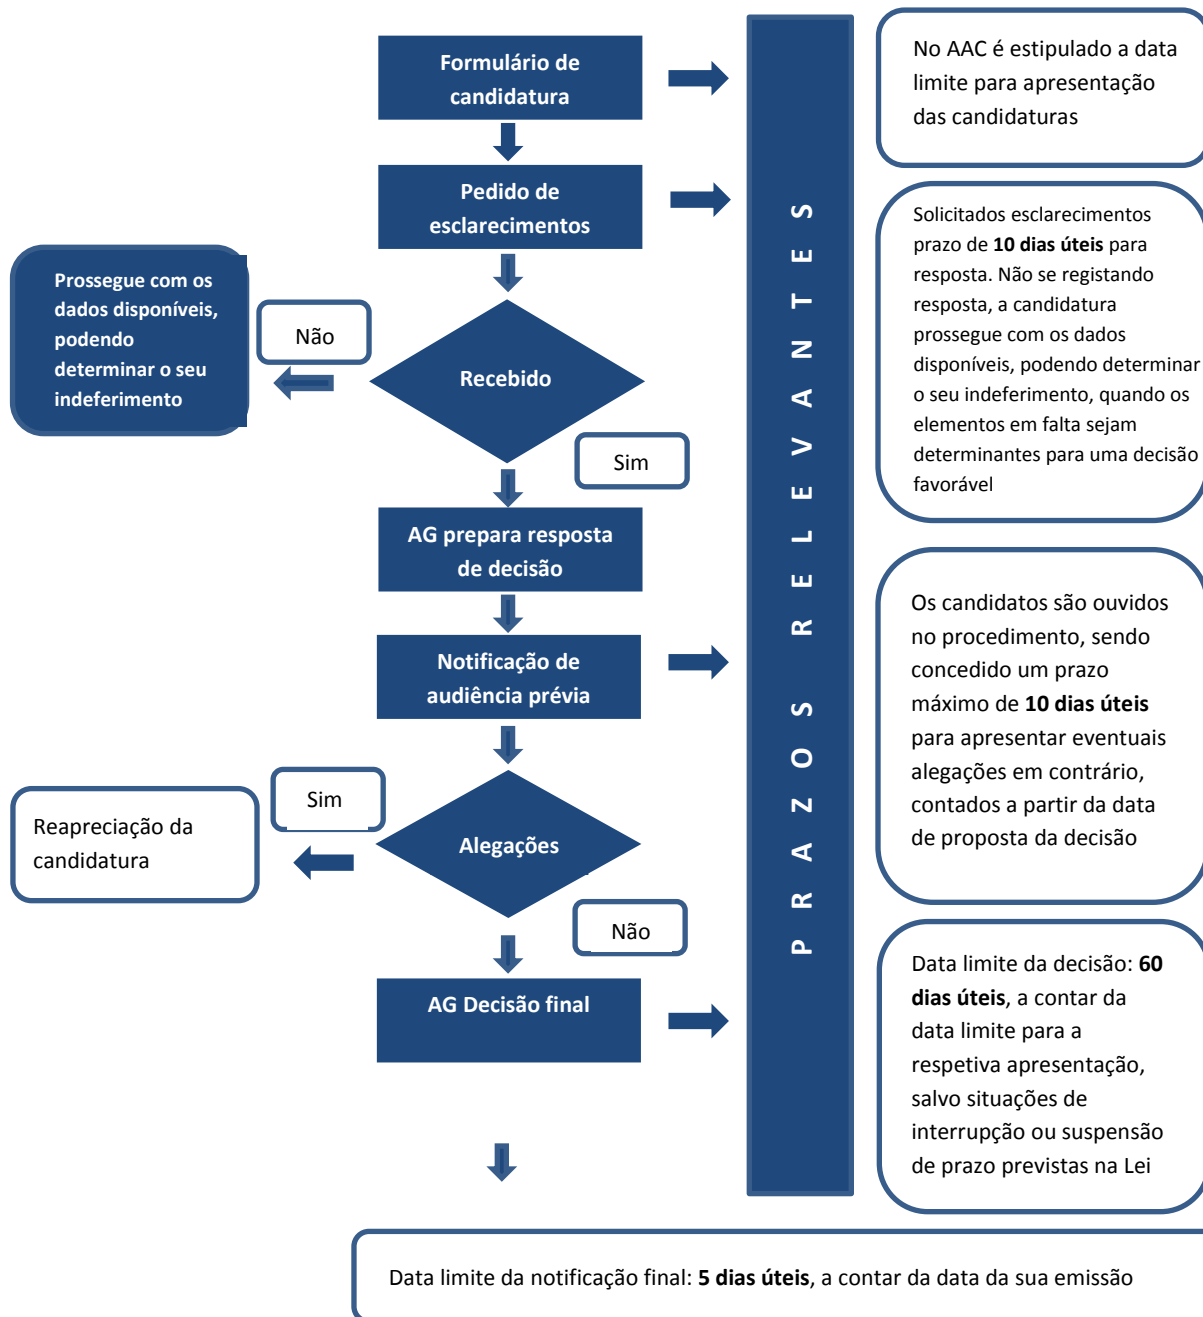 Formulário de
candidatura
No AAC é estipulado a data
limite para apresentação
das candidaturas
Pedido de
esclarecimentos
Solicitados esclarecimentos
prazo de 10 dias úteis para
resposta. Não se registando
resposta, a candidatura
prossegue com os dados
disponíveis, podendo determinar
o seu indeferimento, quando os
elementos em falta sejam
determinantes para uma decisão
favorável
Prossegue com os
dados disponíveis,
podendo
determinar o seu
indeferimento
Não
Recebido
Sim
AG prepara resposta
de decisão
Notificação de
audiência prévia
Os candidatos são ouvidos
no procedimento, sendo
concedido um prazo
máximo de 10 dias úteis
para apresentar eventuais
alegações em contrário,
contados a partir da data
de proposta da decisão
Sim
Reapreciação da
candidatura
Alegações
Não
AG Decisão final
Data limite da decisão: 60
dias úteis, a contar da
data limite para a
respetiva apresentação,
salvo situações de
interrupção ou suspensão
de prazo previstas na Lei
PRAZOS RELEVANTES
Data limite da notificação final: 5 dias úteis, a contar da data da sua emissão